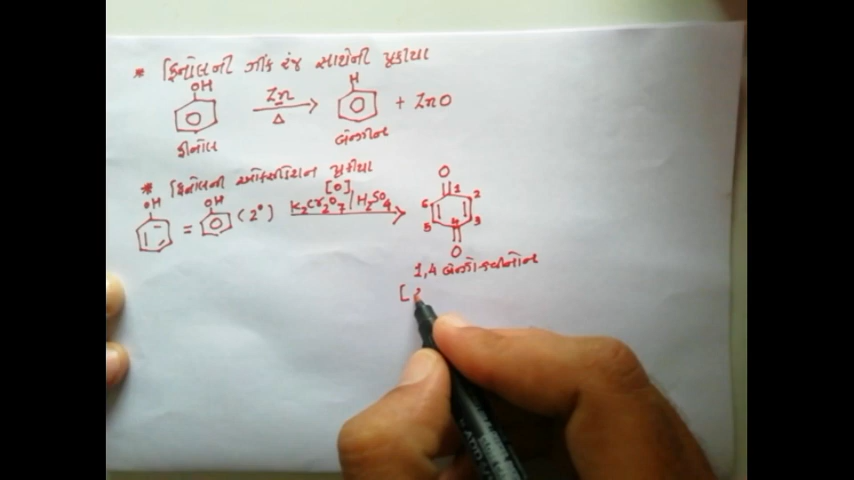 * ફિનોલની ઝીંક રજ સાથેની પ્રક્રીયા
OH Zn H + ZnO
Δ
ફીનોલ બેન્ઝીન
* ફિનોલની ઓક્સીડેશન પ્રક્રીયા
OH = OH (2°) [O] K2Cr2O7/H2SO4 O 1 2 3 4 5 6 O
1,4 બેન્ઝોક્વીનોન
[